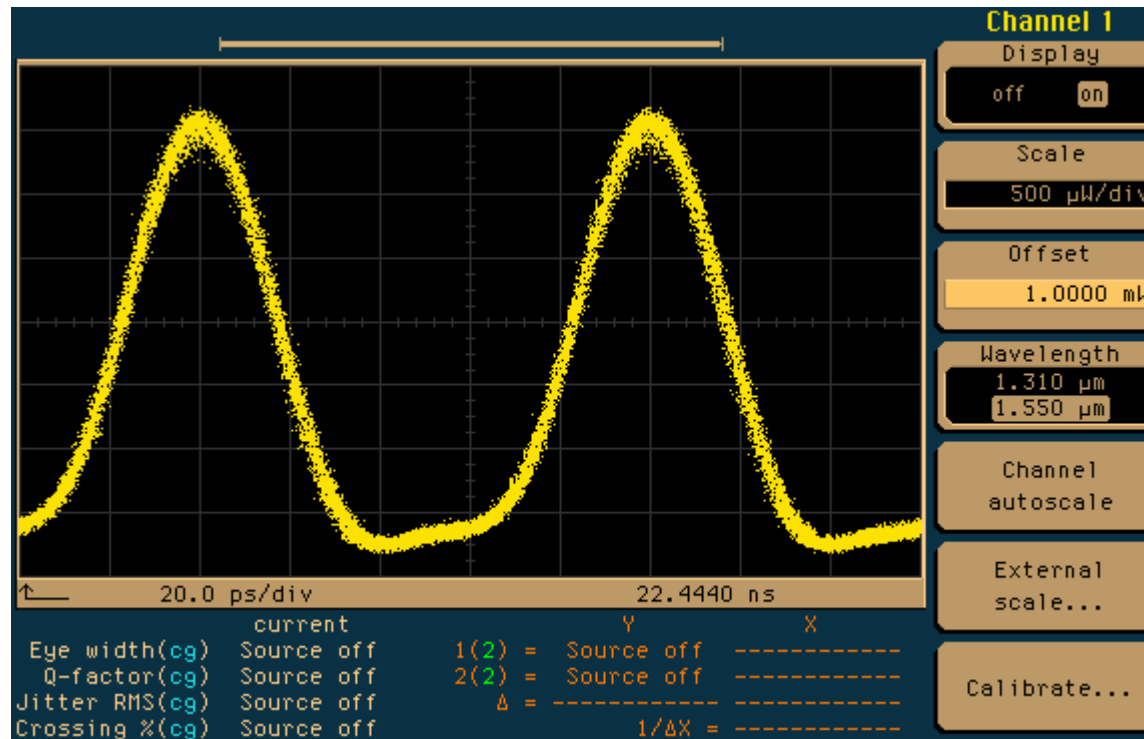 Channel 1
Display
off on
Scale
500 µW/div
Offset
1.0000 mW
Wavelength
1.310 µm
1.550 µm
Channel
autoscale
External
scale...
Calibrate...
20.0 ps/div 22.4440 ns
current Y X
Eye width(cg) Source off 1(2) = Source off ------------
Q-factor(cg) Source off 2(2) = Source off ------------
Jitter RMS(cg) Source off Δ = ------------ ------------
Crossing %(cg) Source off 1/ΔX = ------------